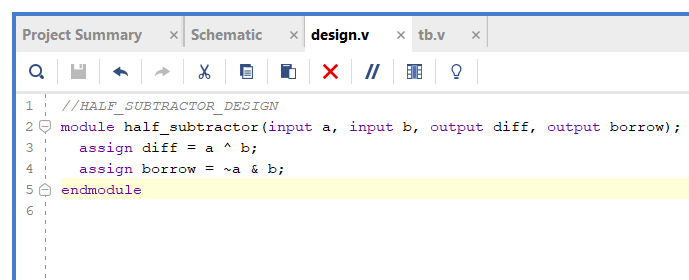 Project Summary × Schematic × design.v × tb.v ×
1 //HALF_SUBTRACTOR_DESIGN
2 module half_subtractor(input a, input b, output diff, output borrow);
3 assign diff = a ^ b;
4 assign borrow = ~a & b;
5 endmodule
6